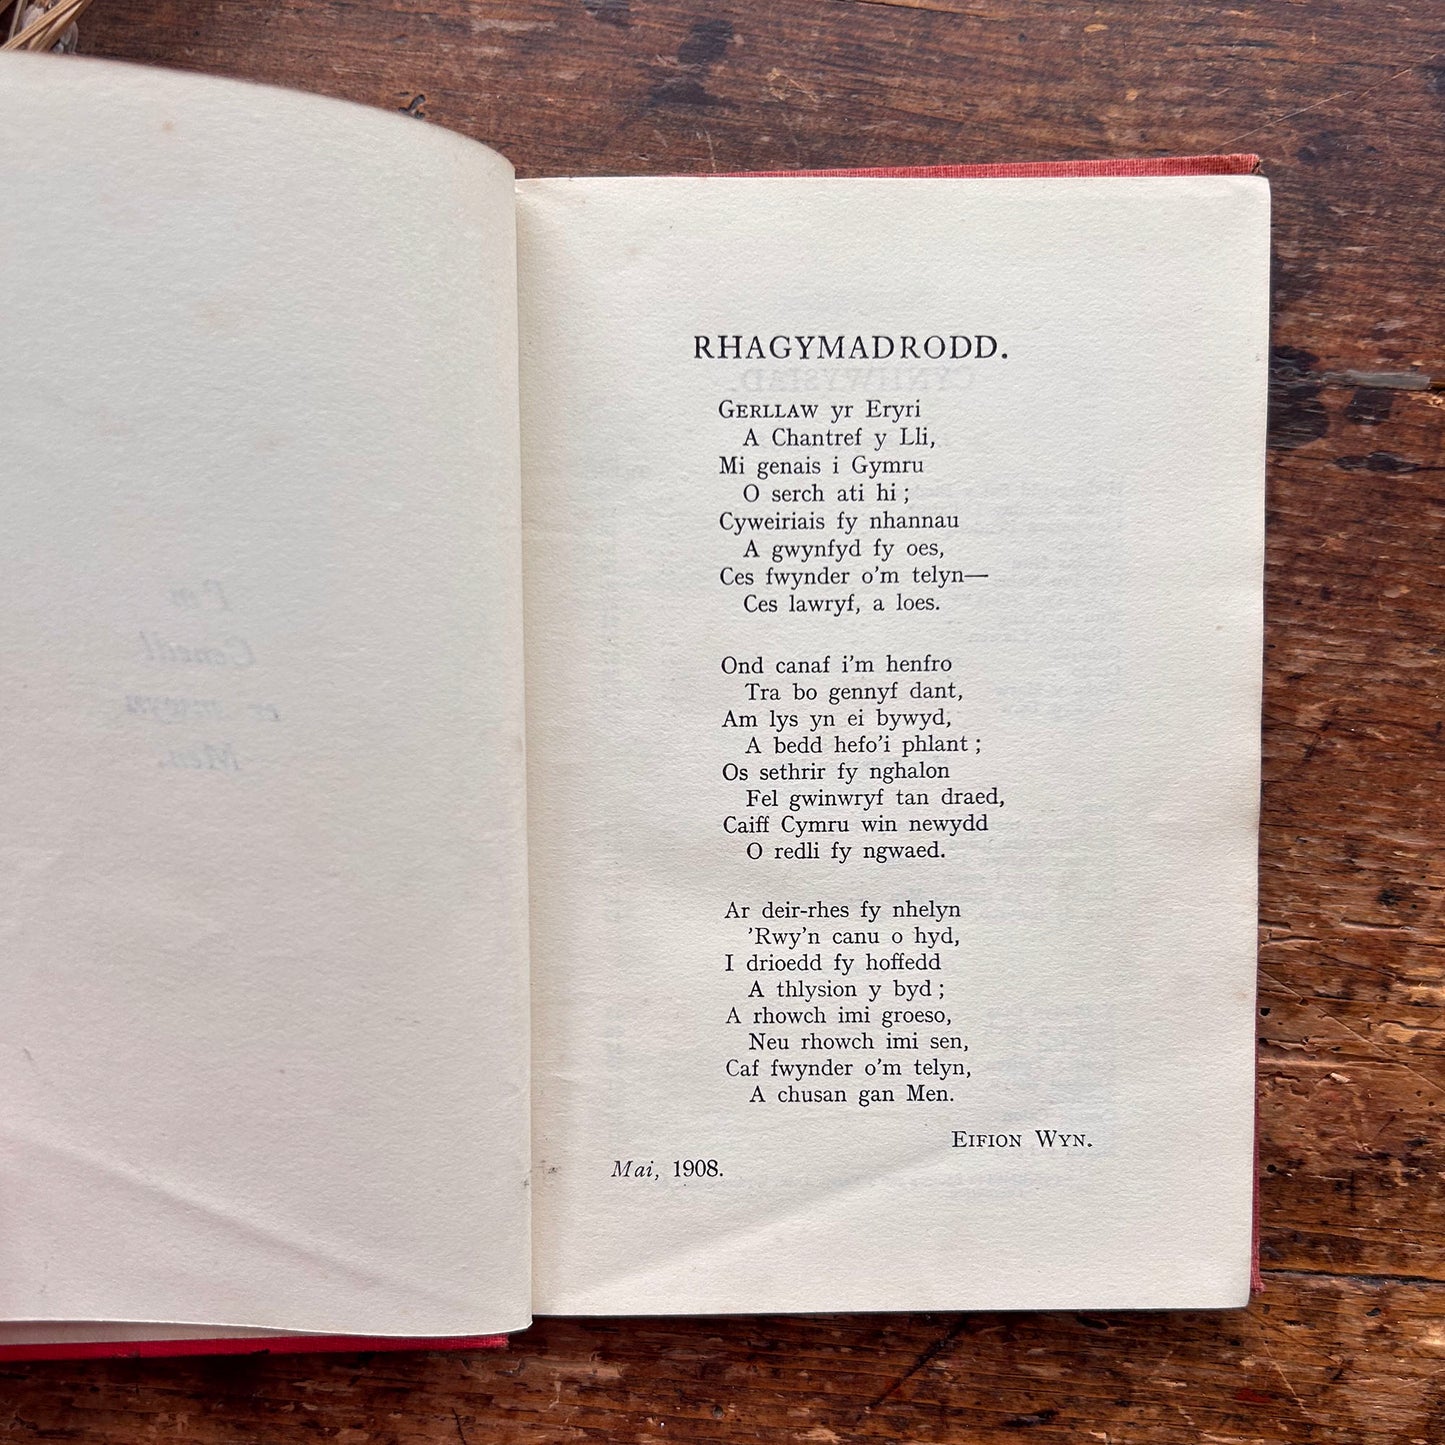 RHAGYMADRODD.
GERLLAW yr Eryri
A Chantref y Lli,
Mi genais i Gymru
O serch ati hi ;
Cyweiriais fy nhannau
A gwynfyd fy oes,
Ces fwynder o'm telyn—
Ces lawryf, a loes.
Ond canaf i'm henfro
Tra bo gennyf dant,
Am lys yn ei bywyd,
A bedd hefo'i phlant ;
Os sethrir fy nghalon
Fel gwinwryf tan draed,
Caiff Cymru win newydd
O redli fy ngwaed.
Ar deir-rhes fy nhelyn
'Rwy'n canu o hyd,
I drioedd fy hoffedd
A thlysion y byd ;
A rhowch imi groeso,
Neu rhowch imi sen,
Caf fwynder o'm telyn,
A chusan gan Men.
EIFION WYN.
Mai, 1908.